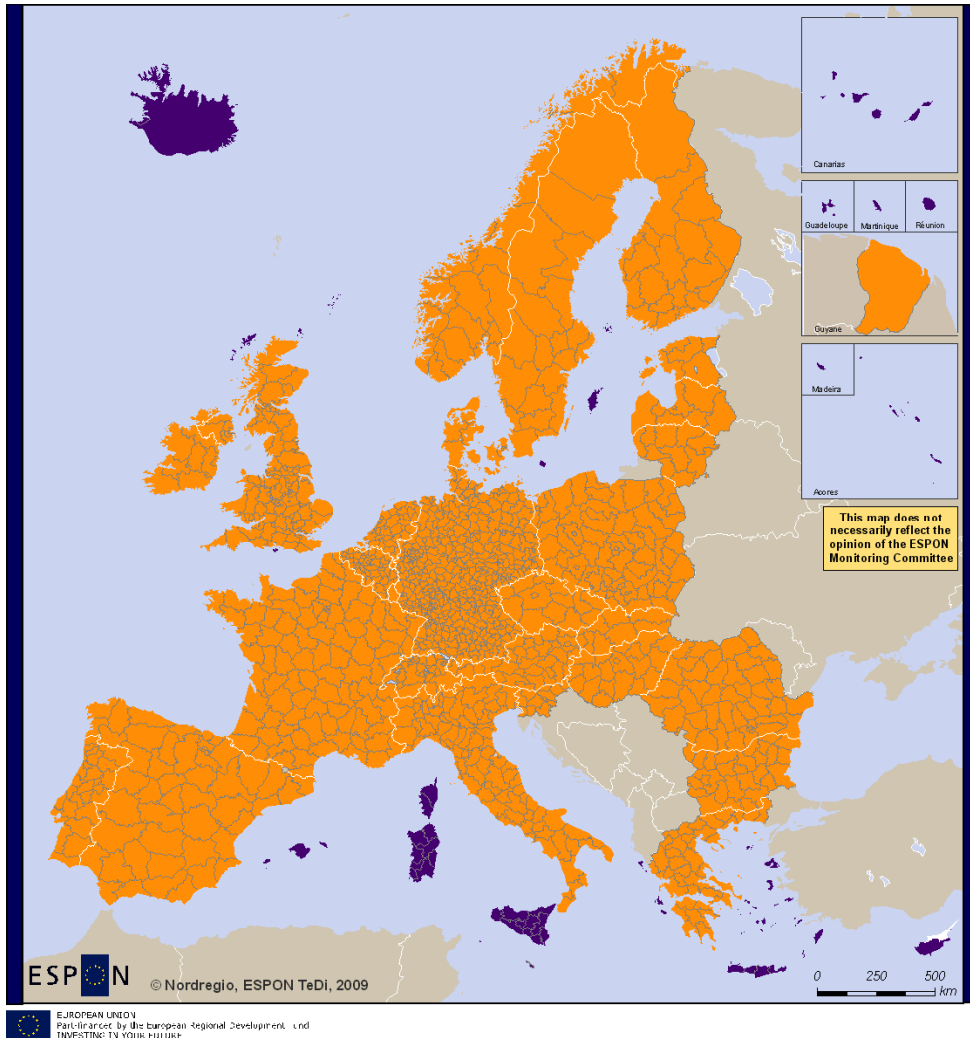 Canarias
Guadeloupe
Martinique
Réunion
Guyane
Madeira
Acores
This map does not
necessarily reflect the
opinion of the ESPON
Monitoring Committee
ESPON
© Nordregio, ESPON TeDi, 2009
0 250 500
km
EUROPEAN UNION
Part-financed by the European Regional Development Fund
INVESTING IN YOUR FUTURE